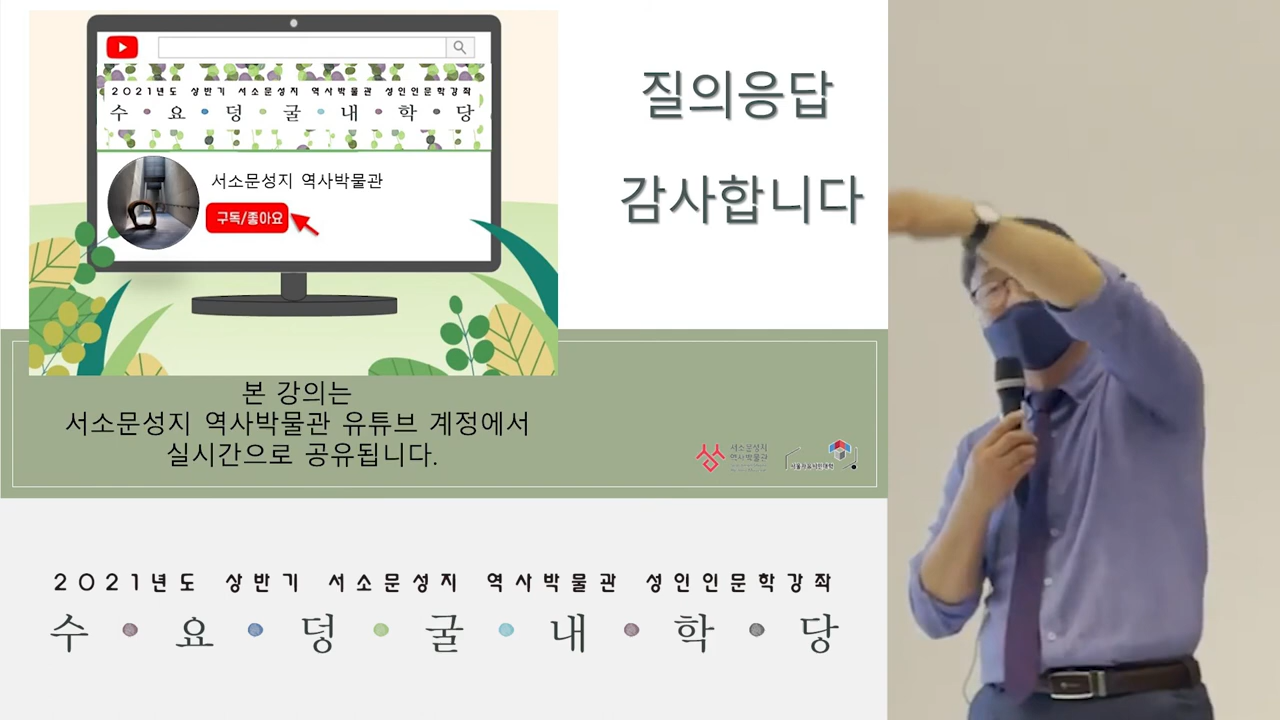 2021년도 상반기 서소문성지 역사박물관 성인인문학강좌
수•요•덩•굴•내•학•당
서소문성지 역사박물관
구독/좋아요
질의응답
감사합니다
본 강의는
서소문성지 역사박물관 유튜브 계정에서
실시간으로 공유됩니다.
서소문성지
역사박물관
2021년도 상반기 서소문성지 역사박물관 성인인문학강좌
수•요•덩•굴•내•학•당